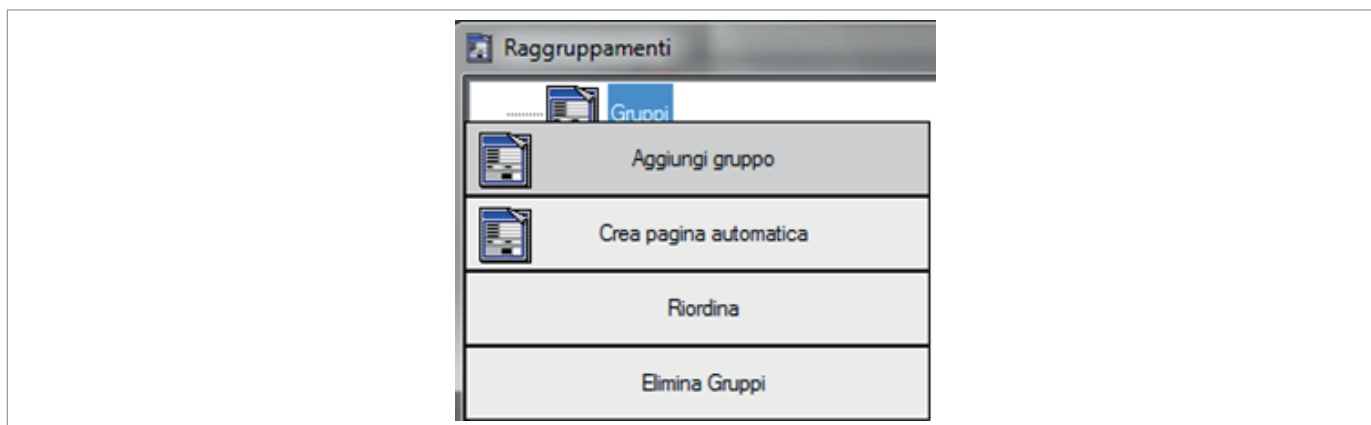 Raggruppamenti
Gruppi
Aggiungi gruppo
Crea pagina automatica
Riordina
Elimina Gruppi